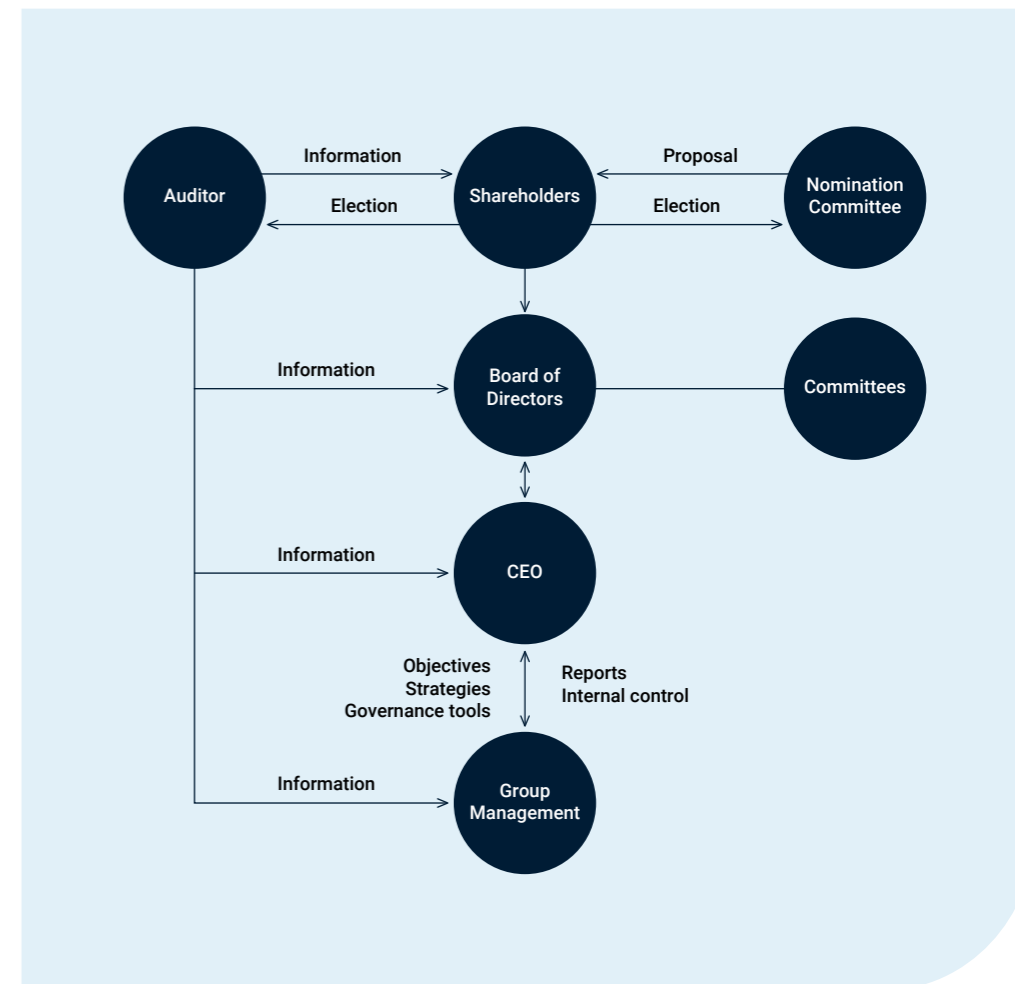 Information
Proposal
Auditor
Shareholders
Nomination
Committee
Election
Election
Information
Board of
Directors
Committees
Information
CEO
Objectives
Strategies
Governance tools
Reports
Internal control
Information
Group
Management